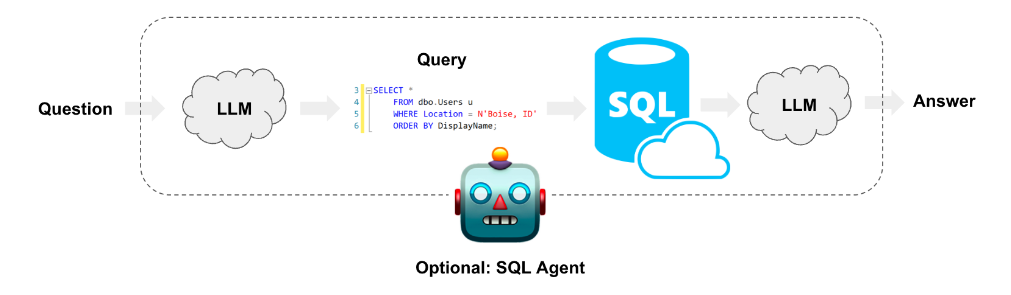 Query
Question
LLM
3 SELECT *
4 FROM dbo.Users u
5 WHERE Location = N'Boise, ID'
6 ORDER BY DisplayName;
SQL
LLM
Answer
Optional: SQL Agent